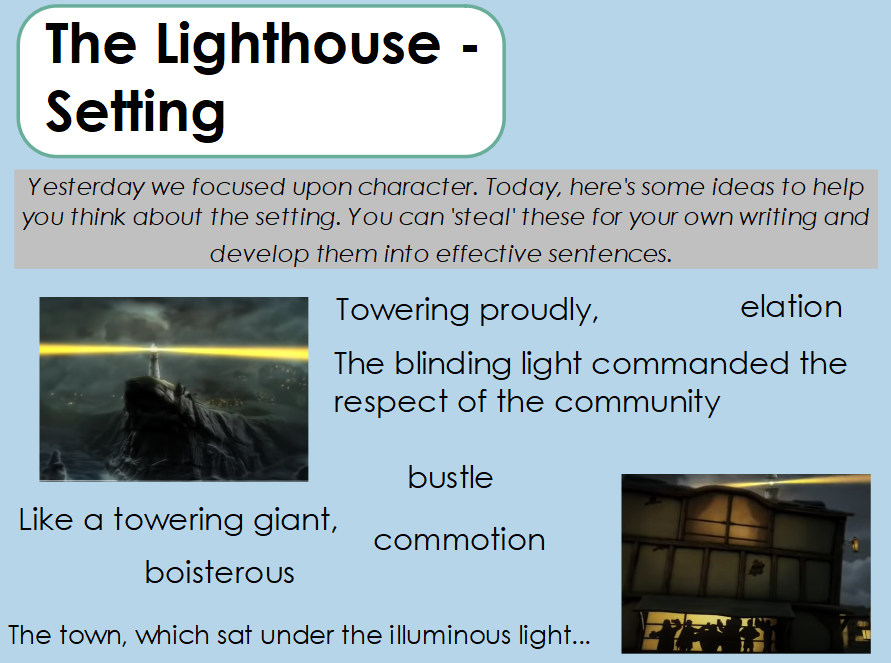 The Lighthouse -
Setting
Yesterday we focused upon character. Today, here's some ideas to help
you think about the setting. You can 'steal' these for your own writing and
develop them into effective sentences.
Towering proudly,
elation
The blinding light commanded the
respect of the community
bustle
Like a towering giant,
commotion
boisterous
The town, which sat under the illuminous light...